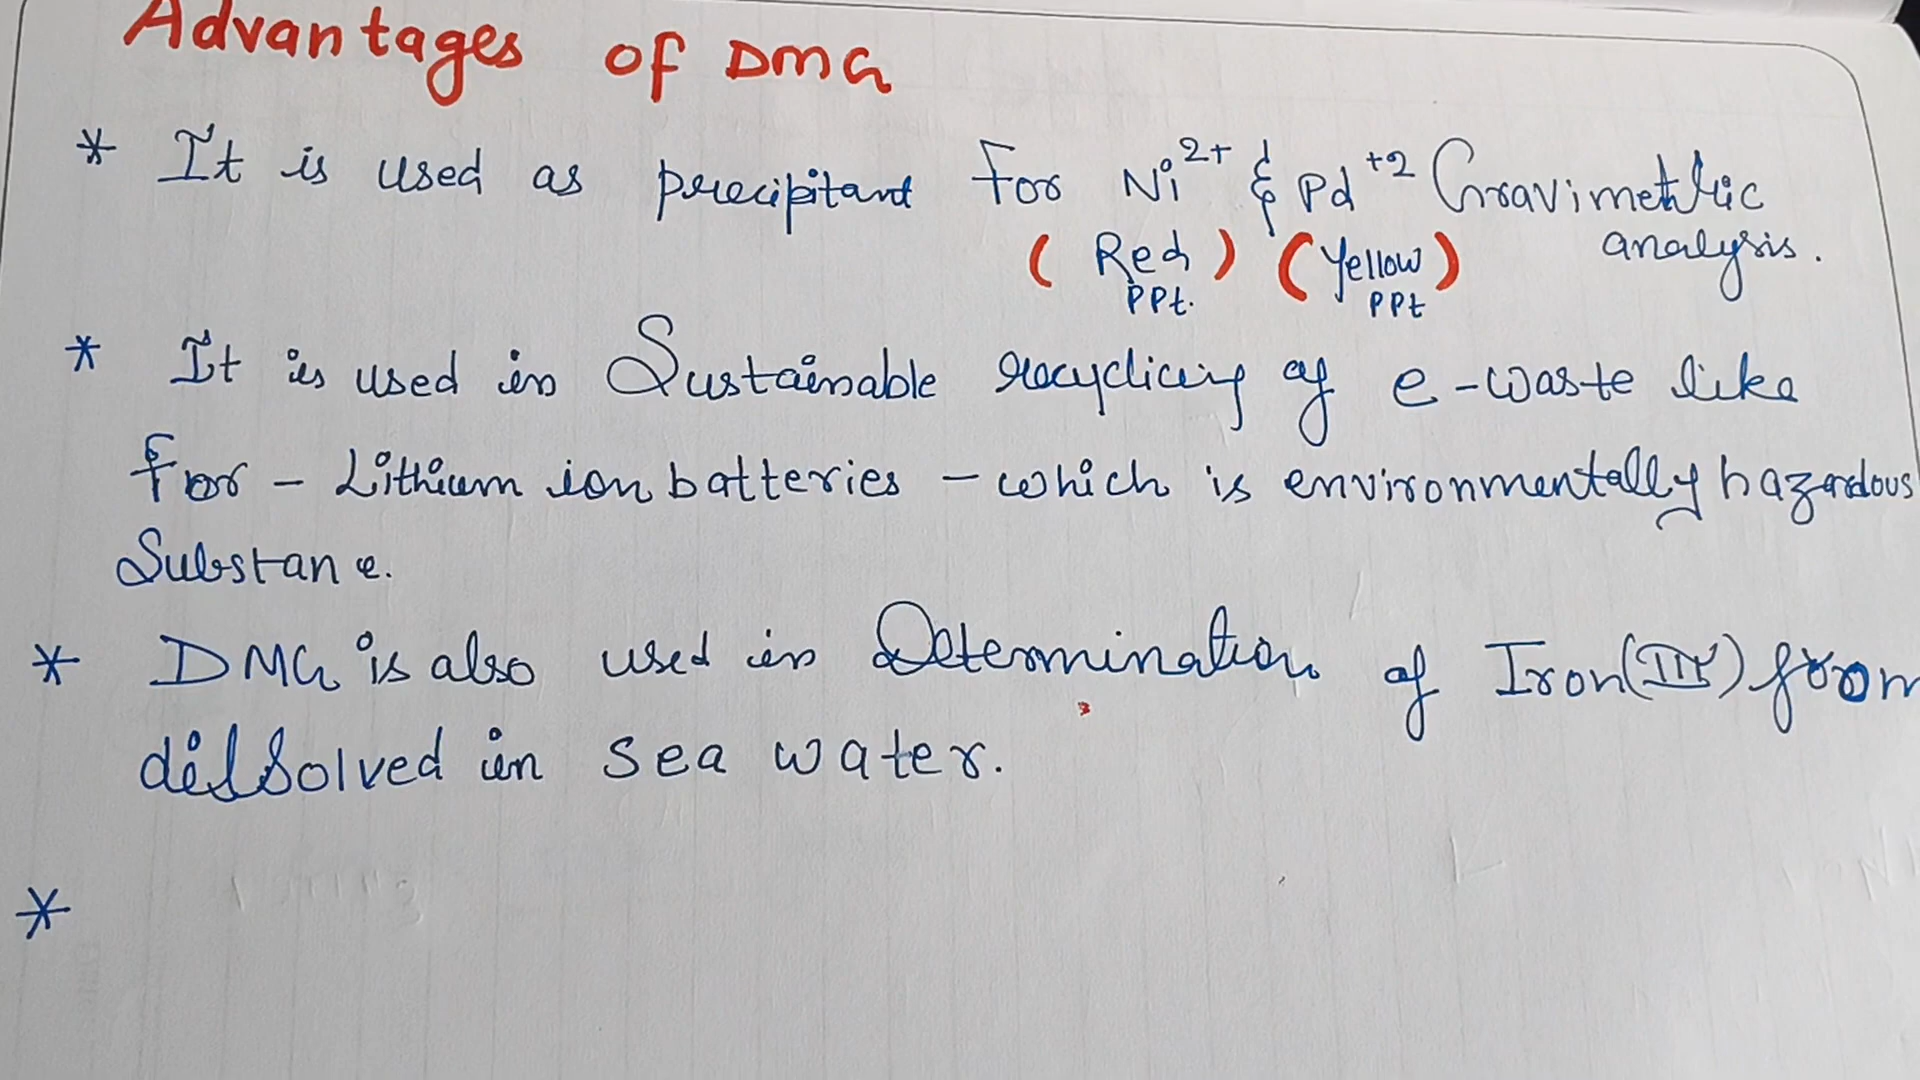 Advantages of DMG
* It is used as precipitant For Ni²⁺ & Pd⁺² Gravimetric analysis.
( Red ppt. ) ( Yellow ppt )
* It is used in Sustainable recyclicing of e-waste like
for - Lithium ion batteries - which is environmentally hazardous
Substance.
* DMG is also used in Determination of Iron(III) from
dissolved in sea water.
*